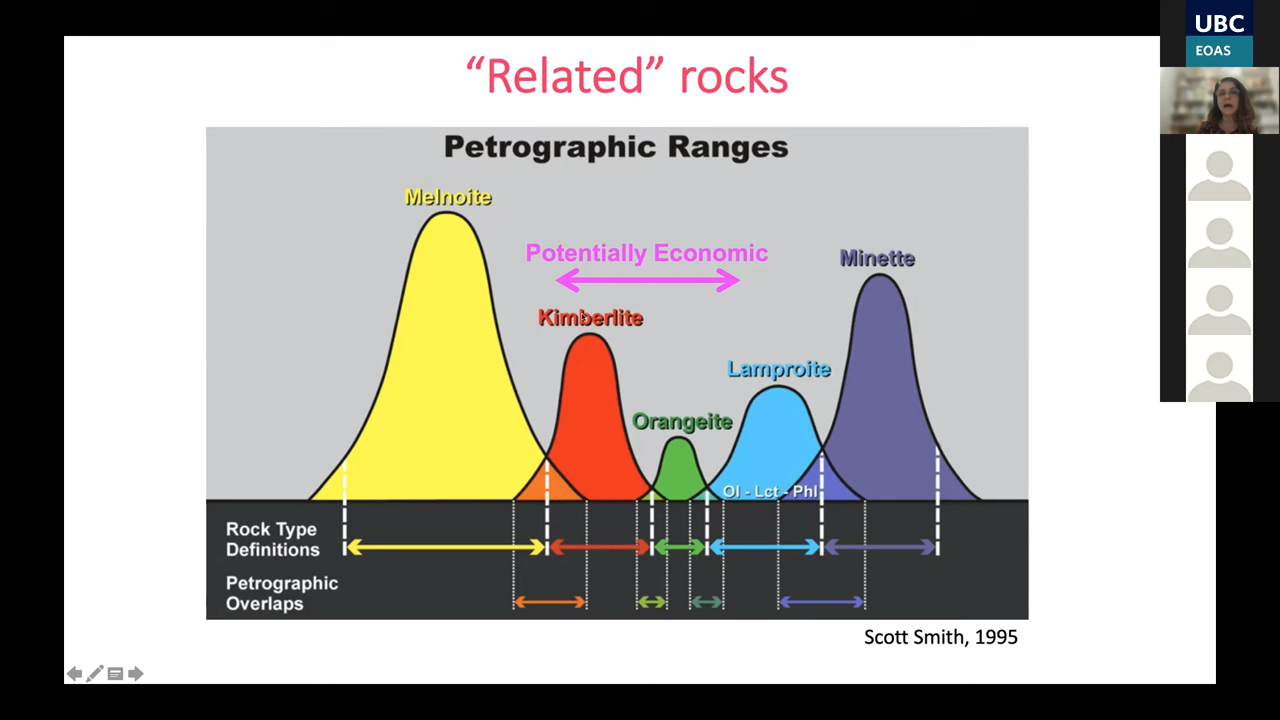 “Related” rocks
Petrographic Ranges
Melnoite
Potentially Economic
Minette
Kimberlite
Lamproite
Orangeite
Ol - Lct - Phl
Rock Type
Definitions
Petrographic
Overlaps
Scott Smith, 1995
UBC
EOAS